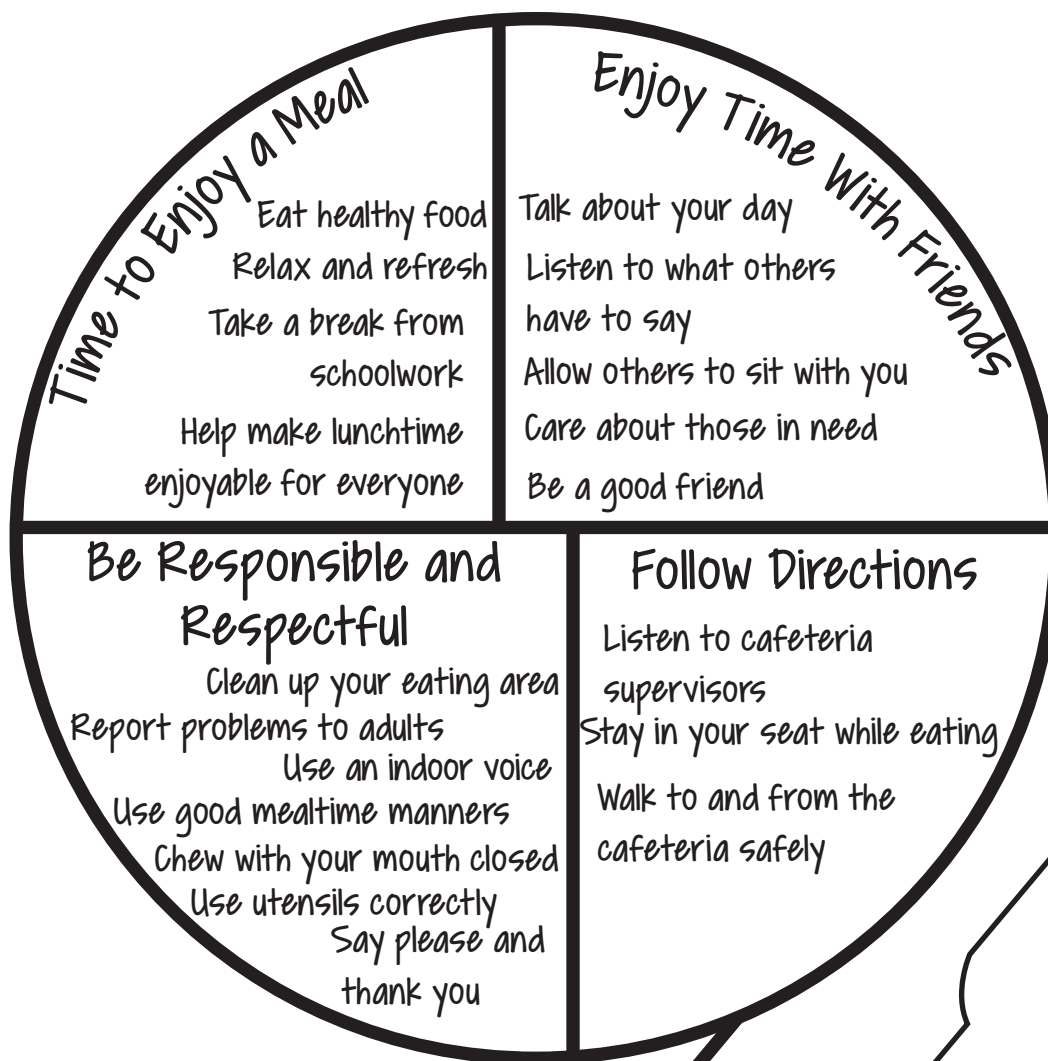 Time to Enjoy a Meal
Eat healthy food
Relax and refresh
Take a break from
schoolwork
Help make lunchtime
enjoyable for everyone
Enjoy Time With Friends
Talk about your day
Listen to what others
have to say
Allow others to sit with you
Care about those in need
Be a good friend
Be Responsible and
Respectful
Clean up your eating area
Report problems to adults
Use an indoor voice
Use good mealtime manners
Chew with your mouth closed
Use utensils correctly
Say please and
thank you
Follow Directions
Listen to cafeteria
supervisors
Stay in your seat while eating
Walk to and from the
cafeteria safely